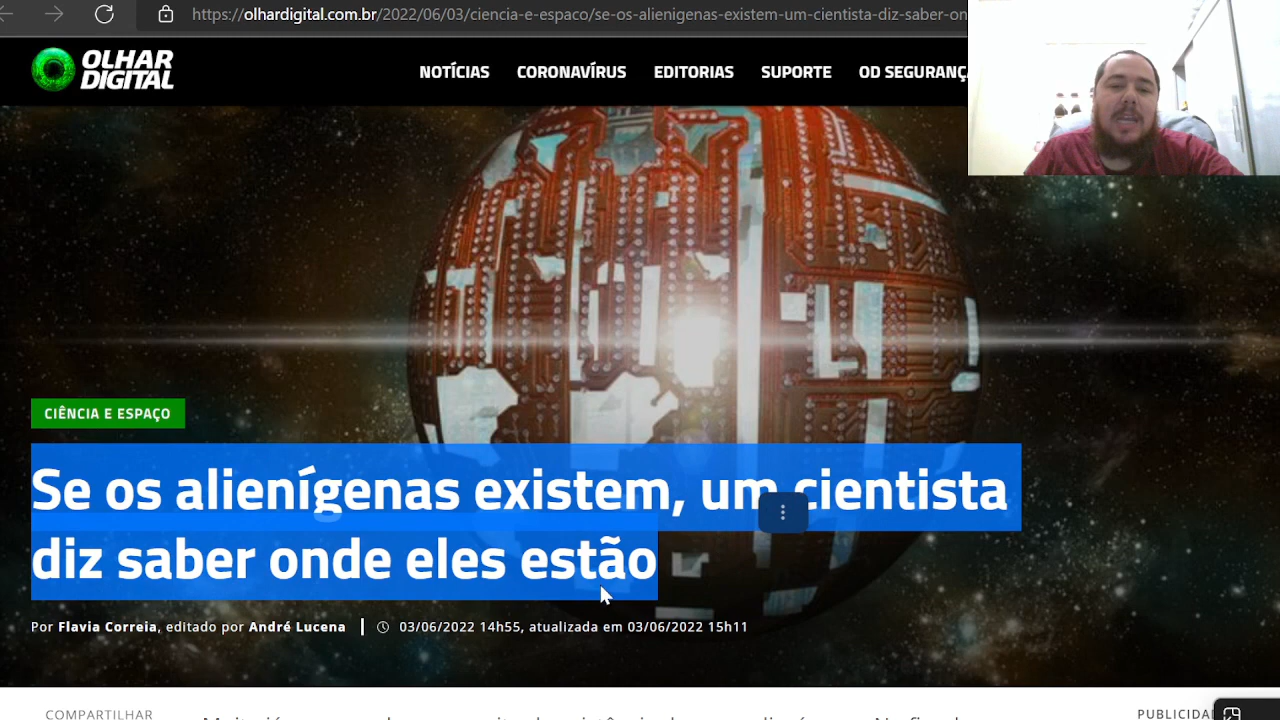 https://olhardigital.com.br/2022/06/03/ciencia-e-espaco/se-os-alienigenas-existem-um-cientista-diz-saber-on
OLHAR
DIGITAL
NOTÍCIAS CORONAVÍRUS EDITORIAS SUPORTE OD SEGURANÇA
CIÊNCIA E ESPAÇO
Se os alienígenas existem, um cientista
diz saber onde eles estão
Por Flavia Correia, editado por André Lucena 03/06/2022 14h55, atualizada em 03/06/2022 15h11
COMPARTILHAR
PUBLICIDA